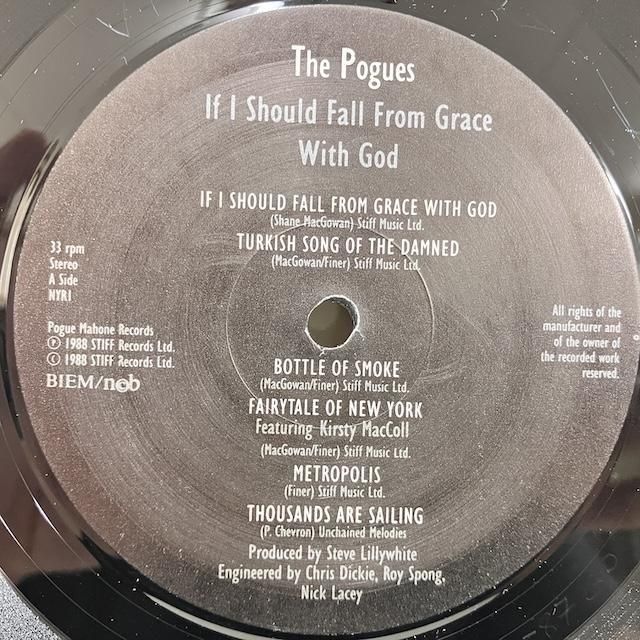 The Pogues
If I Should Fall From Grace
With God
IF I SHOULD FALL FROM GRACE WITH GOD
(Shane MacGowan) Stiff Music Ltd.
TURKISH SONG OF THE DAMNED
(MacGowan/Finer) Stiff Music Ltd.
33 rpm
Stereo
A Side
NYR1
Pogue Mahone Records
Ⓟ 1988 STIFF Records Ltd.
© 1988 STIFF Records Ltd.
BIEM/ncb
All rights of the
manufacturer and
of the owner of
the recorded work
reserved.
BOTTLE OF SMOKE
(MacGowan/Finer) Stiff Music Ltd.
FAIRYTALE OF NEW YORK
Featuring Kirsty MacColl
(MacGowan/Finer) Stiff Music Ltd.
METROPOLIS
(Finer) Stiff Music Ltd.
THOUSANDS ARE SAILING
(P. Chevron) Unchained Melodies
Produced by Steve Lillywhite
Engineered by Chris Dickie, Roy Spong,
Nick Lacey